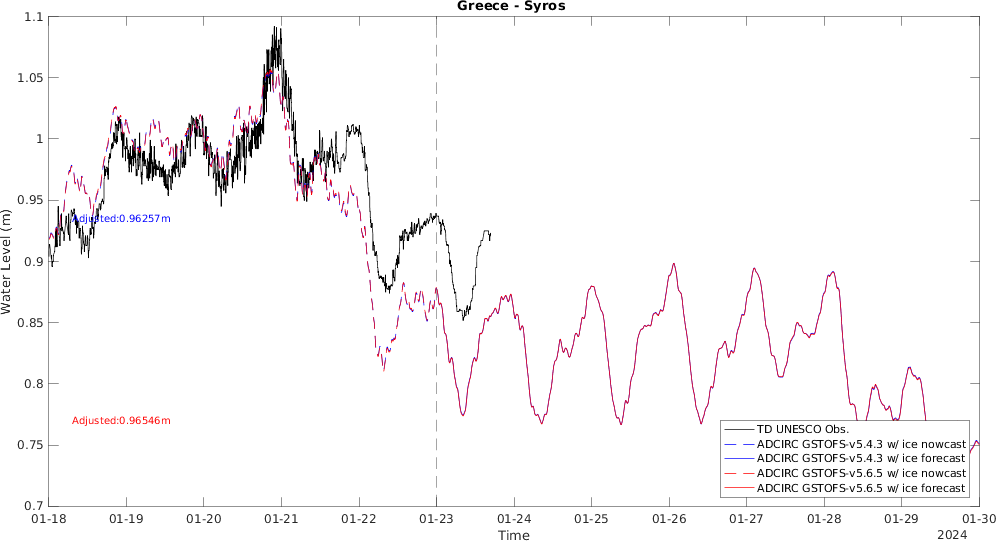 Greece - Syros
Water Level (m)
1.1
1.05
1
0.95
0.9
0.85
0.8
0.75
0.7
Adjusted:0.96257m
Adjusted:0.96546m
TD UNESCO Obs.
ADCIRC GSTOFS-v5.4.3 w/ ice nowcast
ADCIRC GSTOFS-v5.4.3 w/ ice forecast
ADCIRC GSTOFS-v5.6.5 w/ ice nowcast
ADCIRC GSTOFS-v5.6.5 w/ ice forecast
01-18 01-19 01-20 01-21 01-22 01-23 01-24 01-25 01-26 01-27 01-28 01-29 01-30
Time
2024